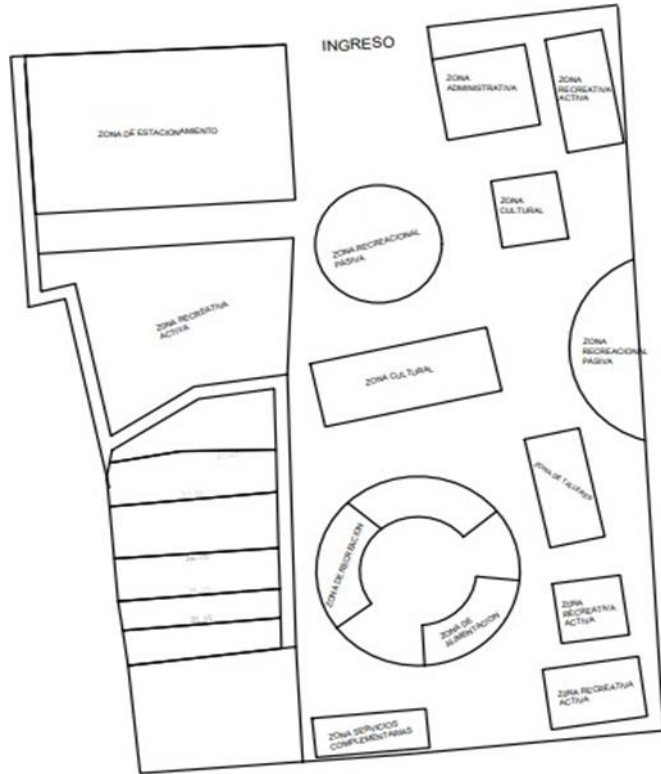 INGRESO
ZONA
ADMINISTRATIVA
ZONA
RECREATIVA
ACTIVA
ZONA DE ESTACIONAMIENTO
ZONA
CULTURAL
ZONA RECREACIONAL
PASIVA
ZONA RECREATIVA
ACTIVA
ZONA
RECREACIONAL
PASIVA
ZONA CULTURAL
ZONA DE TALLERES
ZONA DE RECREACION
ZONA DE
ALIMENTACION
ZONA
RECREATIVA
ACTIVA
ZONA RECREATIVA
ACTIVA
ZONA SERVICIOS
COMPLEMENTARIAS